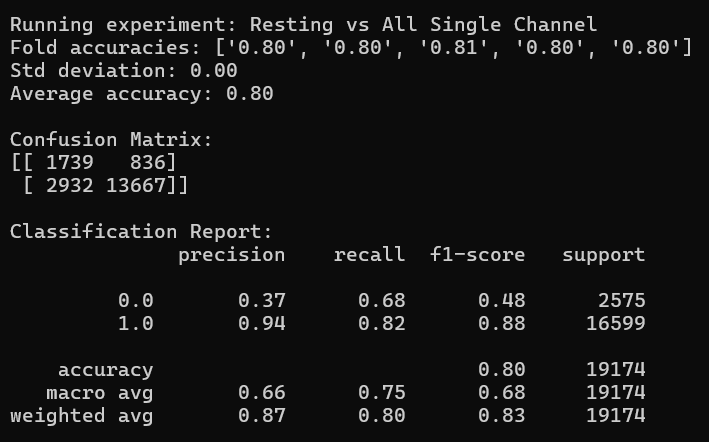 Running experiment: Resting vs All Single Channel
Fold accuracies: ['0.80', '0.80', '0.81', '0.80', '0.80']
Std deviation: 0.00
Average accuracy: 0.80

Confusion Matrix:
[[ 1739   836]
 [ 2932 13667]]

Classification Report:
              precision    recall  f1-score   support

         0.0       0.37      0.68      0.48      2575
         1.0       0.94      0.82      0.88     16599

    accuracy                           0.80     19174
   macro avg       0.66      0.75      0.68     19174
weighted avg       0.87      0.80      0.83     19174